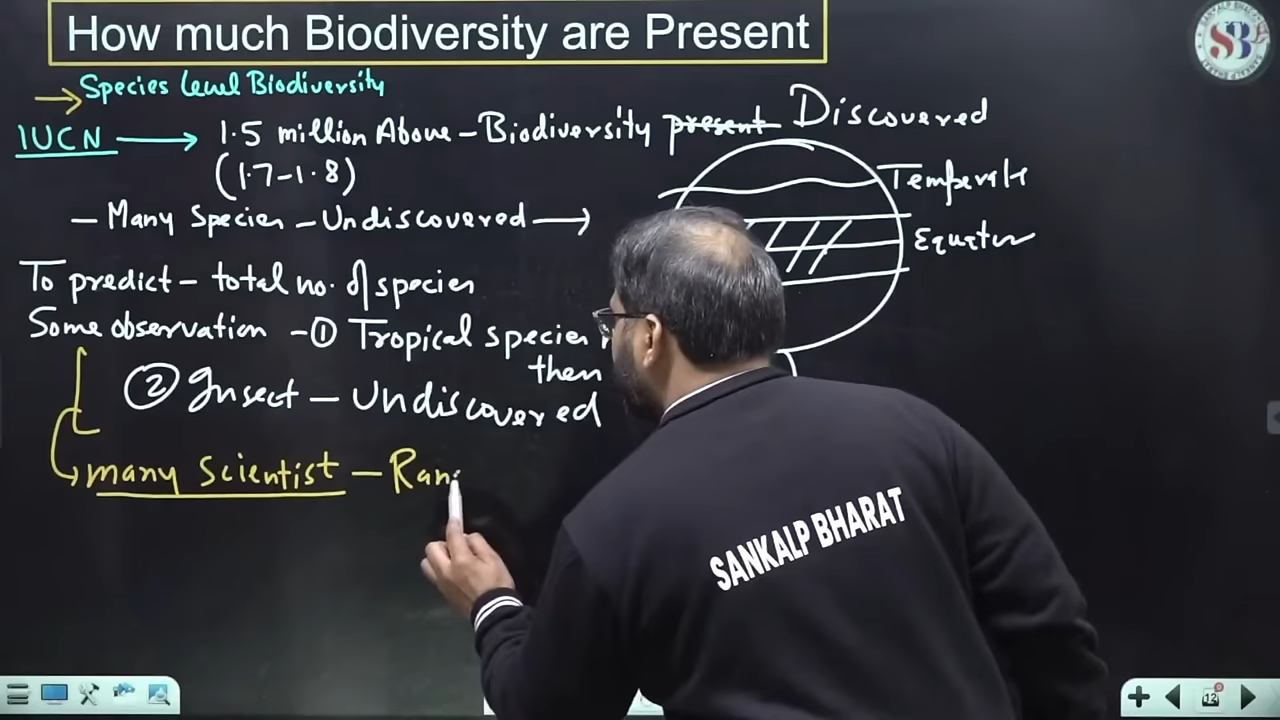 How much Biodiversity are Present
SB
Species level Biodiversity
IUCN → 1.5 million Above - Biodiversity present Discovered
(1.7-1.8)
Temperate
- Many Species - Undiscovered →
Equator
To predict - total no. of species
Some observation - ① Tropical species
then
② Insect - Undiscovered
many scientist - Ran
SANKALP BHARAT
12